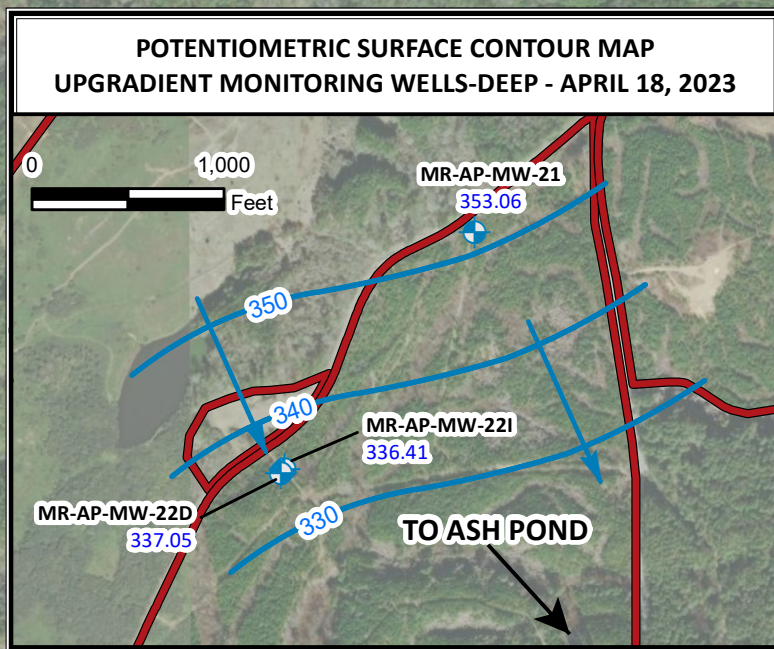 POTENTIOMETRIC SURFACE CONTOUR MAP
UPGRADIENT MONITORING WELLS-DEEP - APRIL 18, 2023
0 1,000
Feet
MR-AP-MW-21
353.06
350
340
MR-AP-MW-22I
336.41
MR-AP-MW-22D
337.05
330
TO ASH POND